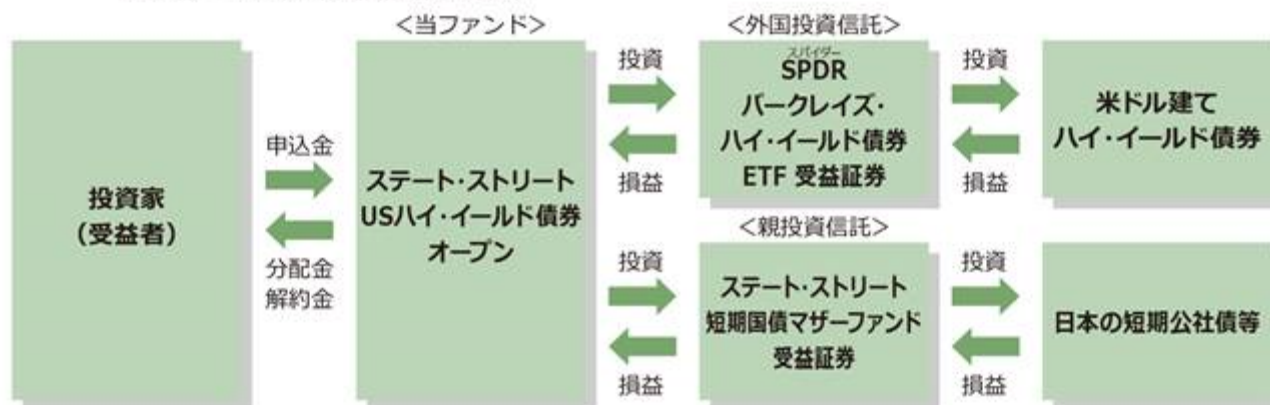 <当ファンド>
<外国投資信託>
投資家
(受益者)
申込金
分配金
解約金
ステート・ストリート
USハイ・イールド債券
オープン
投資
損益
スパイダー
SPDR
バークレイズ・
ハイ・イールド債券
ETF 受益証券
投資
損益
米ドル建て
ハイ・イールド債券
<親投資信託>
投資
損益
ステート・ストリート
短期国債マザーファンド
受益証券
投資
損益
日本の短期公社債等